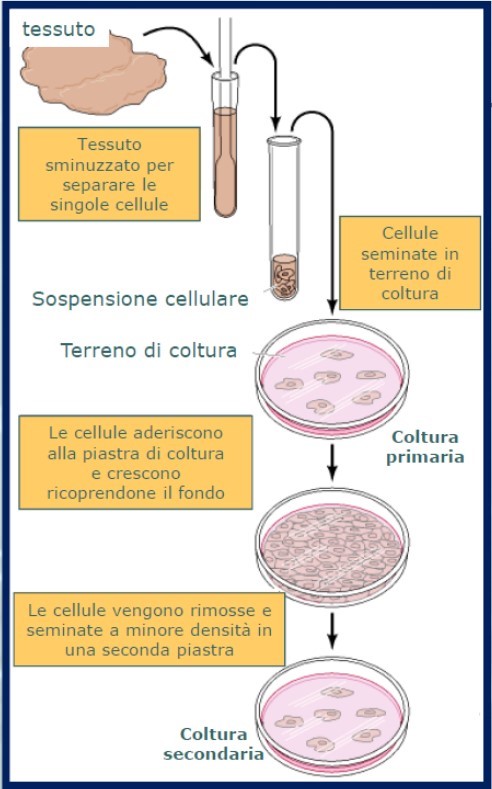 tessuto
Tessuto
sminuzzato per
separare le
singole cellule
Cellule
seminate in
terreno di
coltura
Sospensione cellulare
Terreno di coltura
Coltura
primaria
Le cellule aderiscono
alla piastra di coltura
e crescono
ricoprendone il fondo
Le cellule vengono rimosse e
seminate a minore densità in
una seconda piastra
Coltura
secondaria